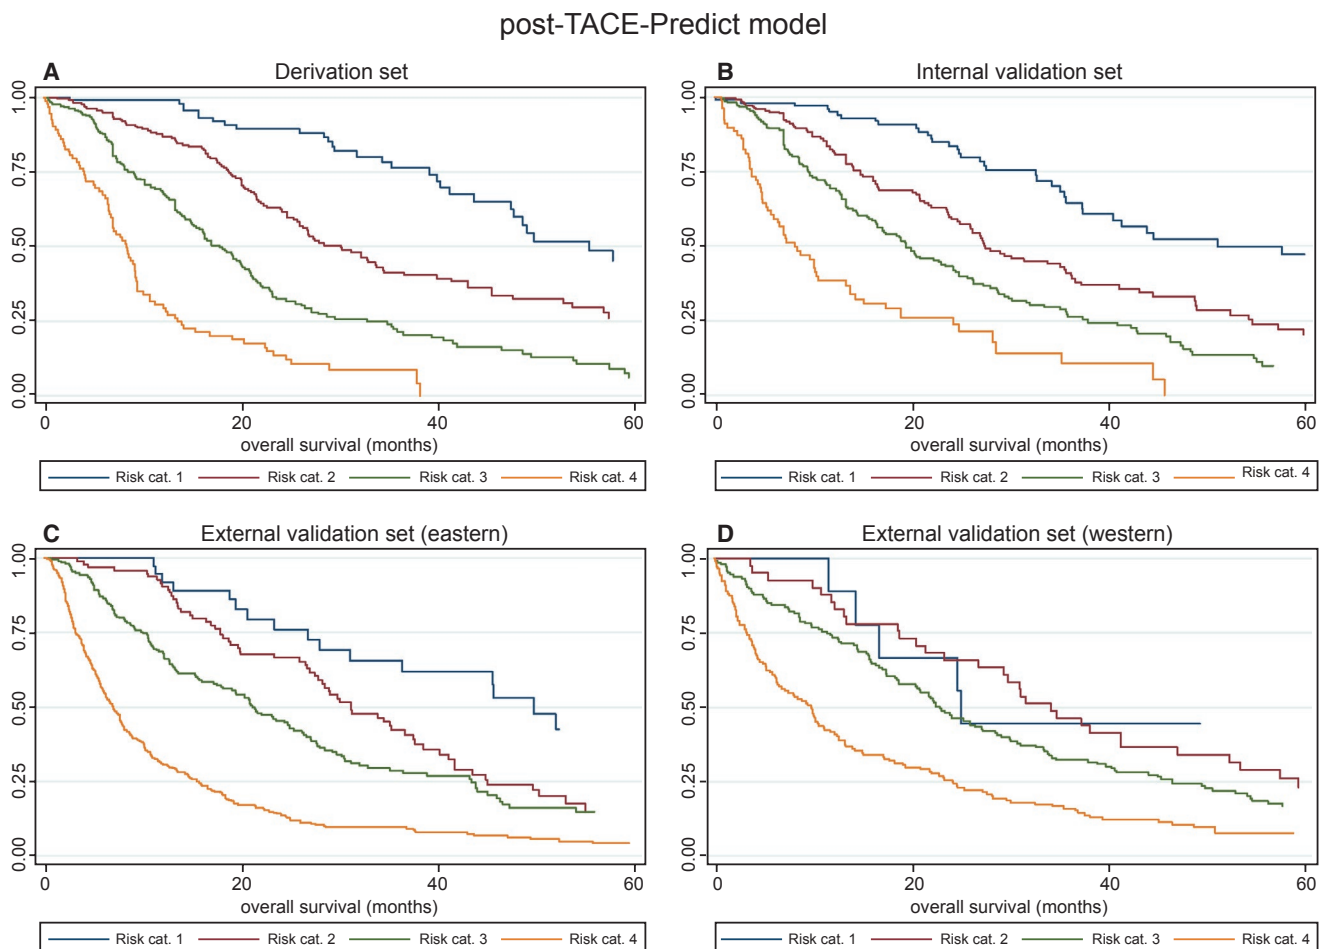 post-TACE-Predict model
A Derivation set
1.00
0.75
0.50
0.25
0.00
0 20 40 60
overall survival (months)
Risk cat. 1 Risk cat. 2 Risk cat. 3 Risk cat. 4
B Internal validation set
1.00
0.75
0.50
0.25
0.00
0 20 40 60
overall survival (months)
Risk cat. 1 Risk cat. 2 Risk cat. 3 Risk cat. 4
C External validation set (eastern)
1.00
0.75
0.50
0.25
0.00
0 20 40 60
overall survival (months)
Risk cat. 1 Risk cat. 2 Risk cat. 3 Risk cat. 4
D External validation set (western)
1.00
0.75
0.50
0.25
0.00
0 20 40 60
overall survival (months)
Risk cat. 1 Risk cat. 2 Risk cat. 3 Risk cat. 4